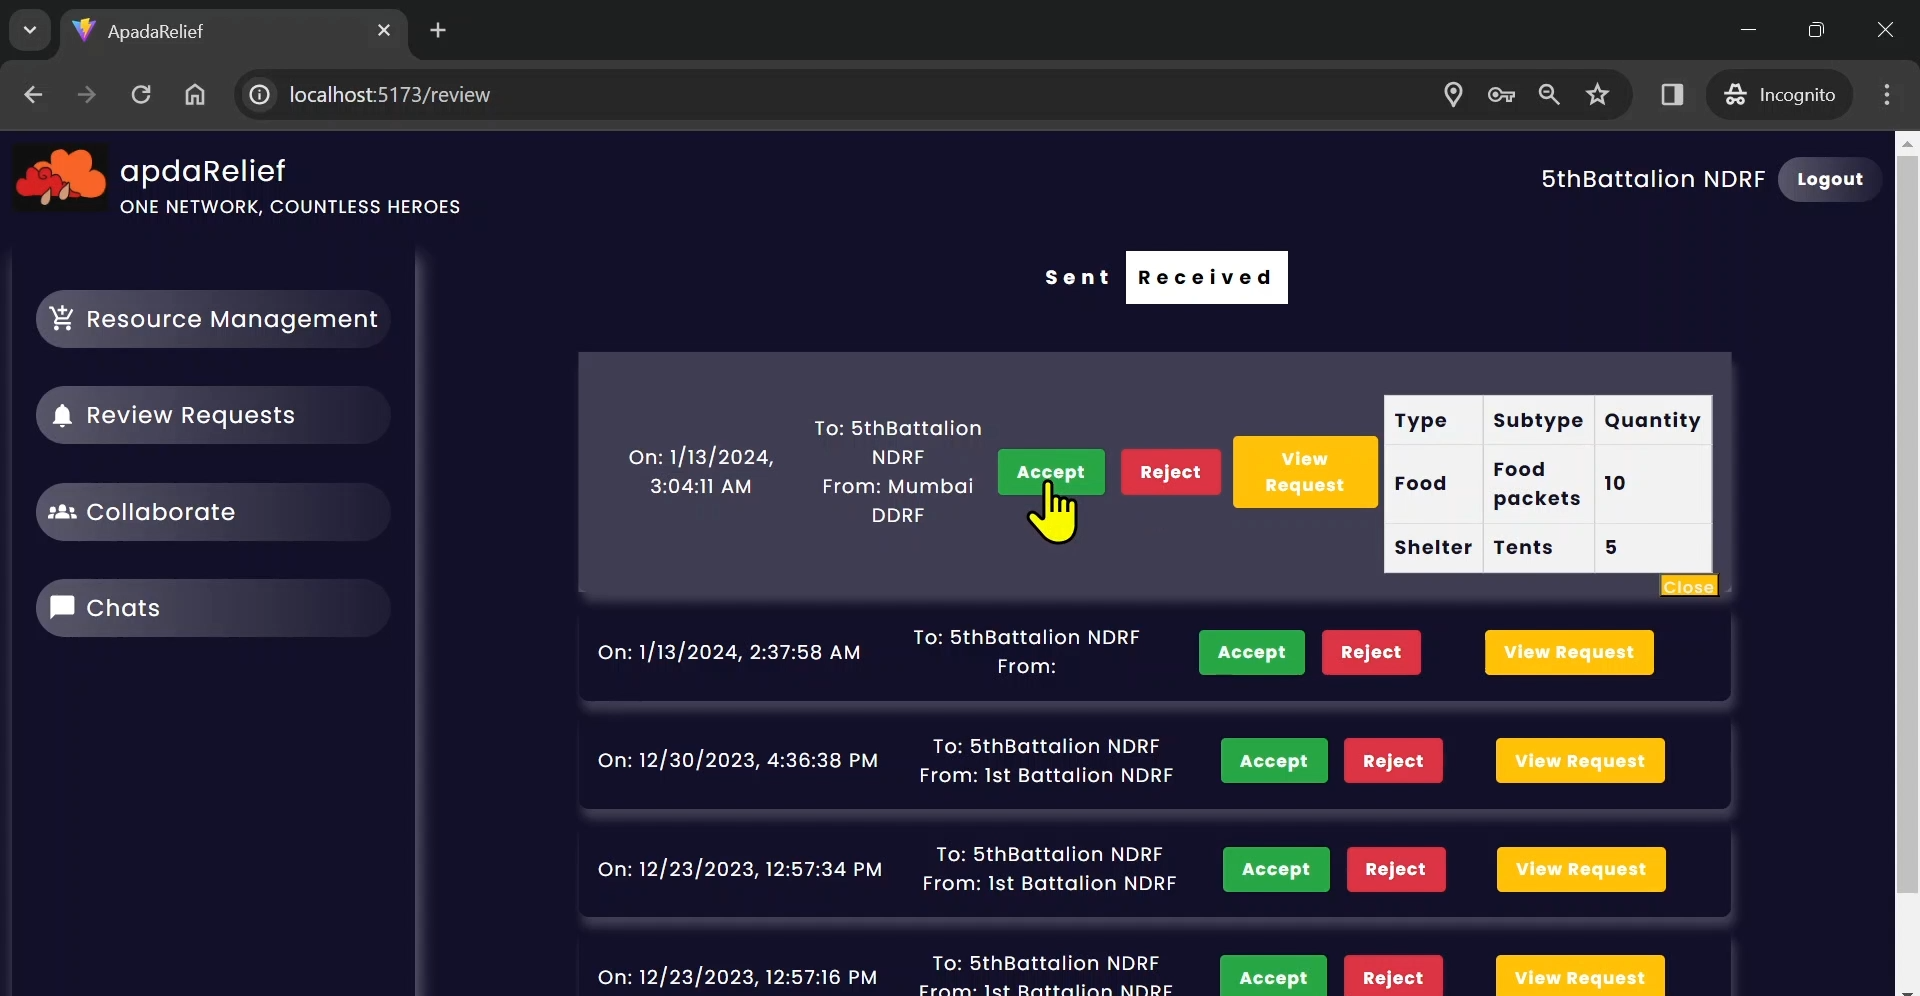 ApadaRelief
localhost:5173/review
Incognito
apdaRelief
ONE NETWORK, COUNTLESS HEROES
5thBattalion NDRF
Logout
Resource Management
Review Requests
Collaborate
Chats
Sent
Received
On: 1/13/2024,
3:04:11 AM
To: 5thBattalion
NDRF
From: Mumbai
DDRF
Accept
Reject
View
Request
Type Subtype Quantity
Food Food packets 10
Shelter Tents 5
Close
On: 1/13/2024, 2:37:58 AM
To: 5thBattalion NDRF
From:
Accept
Reject
View Request
On: 12/30/2023, 4:36:38 PM
To: 5thBattalion NDRF
From: 1st Battalion NDRF
Accept
Reject
View Request
On: 12/23/2023, 12:57:34 PM
To: 5thBattalion NDRF
From: 1st Battalion NDRF
Accept
Reject
View Request
On: 12/23/2023, 12:57:16 PM
To: 5thBattalion NDRF
From: 1st Battalion NDRF
Accept
Reject
View Request